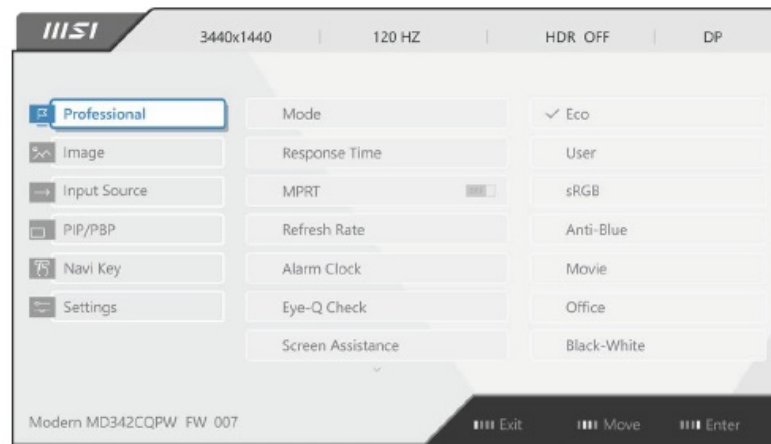 msi 3440x1440 120 HZ HDR OFF DP
Professional Mode Eco
Image Response Time User
Input Source MPRT sRGB
PIP/PBP Refresh Rate Anti-Blue
Navi Key Alarm Clock Movie
Settings Eye-Q Check Office
Screen Assistance Black-White
Modern MD342CQPW FW 007 Exit Move Enter